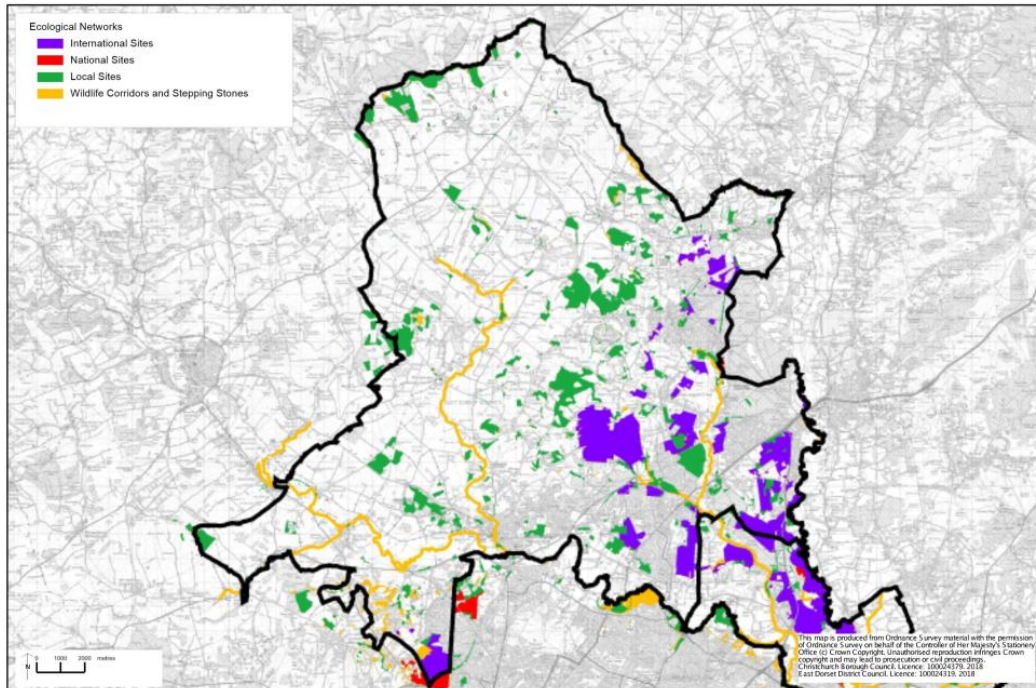 Ecological Networks
International Sites
National Sites
Local Sites
Wildlife Corridors and Stepping Stones
N
0 1000 2000 metres
This map is produced from Ordnance Survey material with the permission
of Ordnance Survey on behalf of the Controller of Her Majesty's Stationery
Office (c) Crown Copyright. Unauthorised reproduction infringes Crown
copyright and may lead to prosecution or civil proceedings.
Christchurch Borough Council. Licence: 100024379. 2018
East Dorset District Council. Licence: 100024319. 2018